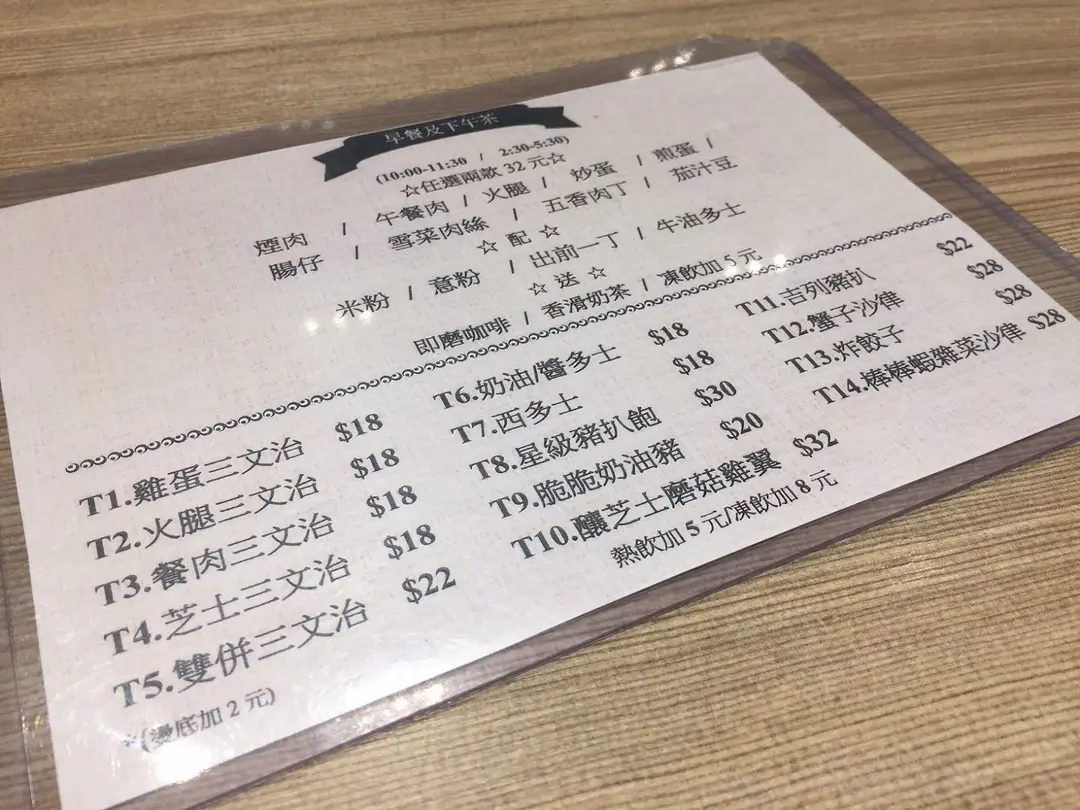 早餐及下午茶
(10:00-11:30 / 2:30-5:30)
☆任選兩款 32 元☆
煙肉 / 午餐肉 / 火腿 / 炒蛋 / 煎蛋 /
腸仔 / 雪菜肉絲 / 五香肉丁 / 茄汁豆
☆ 配 ☆
米粉 / 意粉 / 出前一丁 / 牛油多士
☆ 送 ☆
即磨咖啡 / 香滑奶茶 / 凍飲加 5 元
T1.雞蛋三文治 $18
T2.火腿三文治 $18
T3.餐肉三文治 $18
T4.芝士三文治 $18
T5.雙併三文治 $22
*(燙底加 2 元)
T6.奶油/醬多士 $18
T7.西多士 $18
T8.星級豬扒飽 $30
T9.脆脆奶油豬 $20
T10.釀芝士磨菇雞翼 $32
熱飲加 5 元/凍飲加 8 元
T11.吉列豬扒 $22
T12.蟹子沙侓 $28
T13.炸餃子 $28
T14.棒棒蝦雜菜沙侓 $28